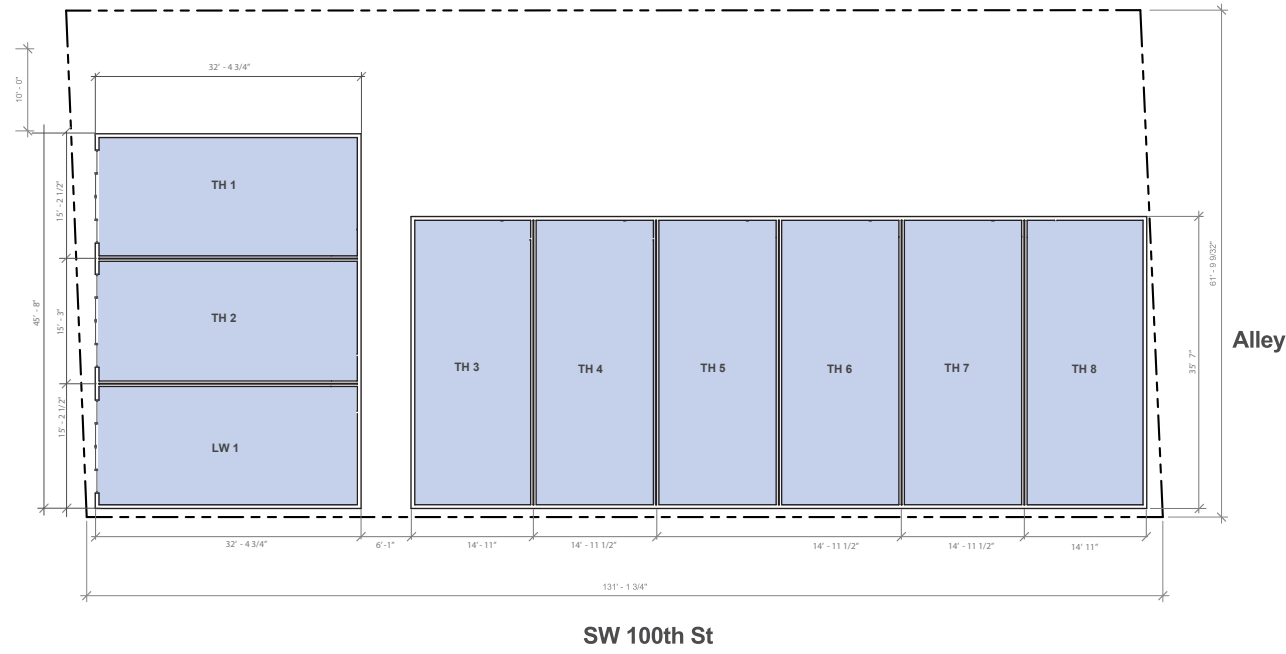 32' - 4 3/4"
10' - 0"
TH 1
15' - 2 1/2"
61' - 9 9/32"
45' - 8"
15' - 3"
TH 2
Alley
35' 7"
TH 3
TH 4
TH 5
TH 6
TH 7
TH 8
15' - 2 1/2"
LW 1
32' - 4 3/4"
6'-1"
14' - 11"
14' - 11 1/2"
14' - 11 1/2"
14' - 11 1/2"
14' 11"
131' - 1 3/4"
SW 100th St